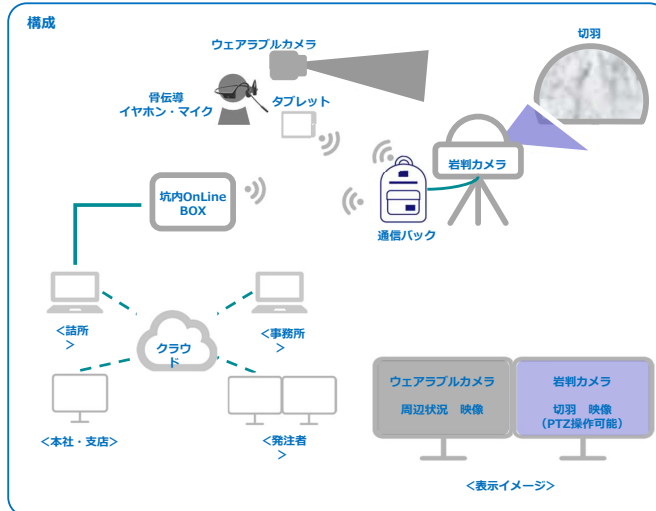 構成
ウェアラブルカメラ
切羽
骨伝導
イヤホン・マイク
タブレット
岩判カメラ
坑内OnLine
BOX
通信バック
<詰所
>
クラウ
ド
<事務所
>
<本社・支店>
<発注者
>
ウェアラブルカメラ
周辺状況　映像
岩判カメラ
切羽　映像
（PTZ操作可能）
<表示イメージ>